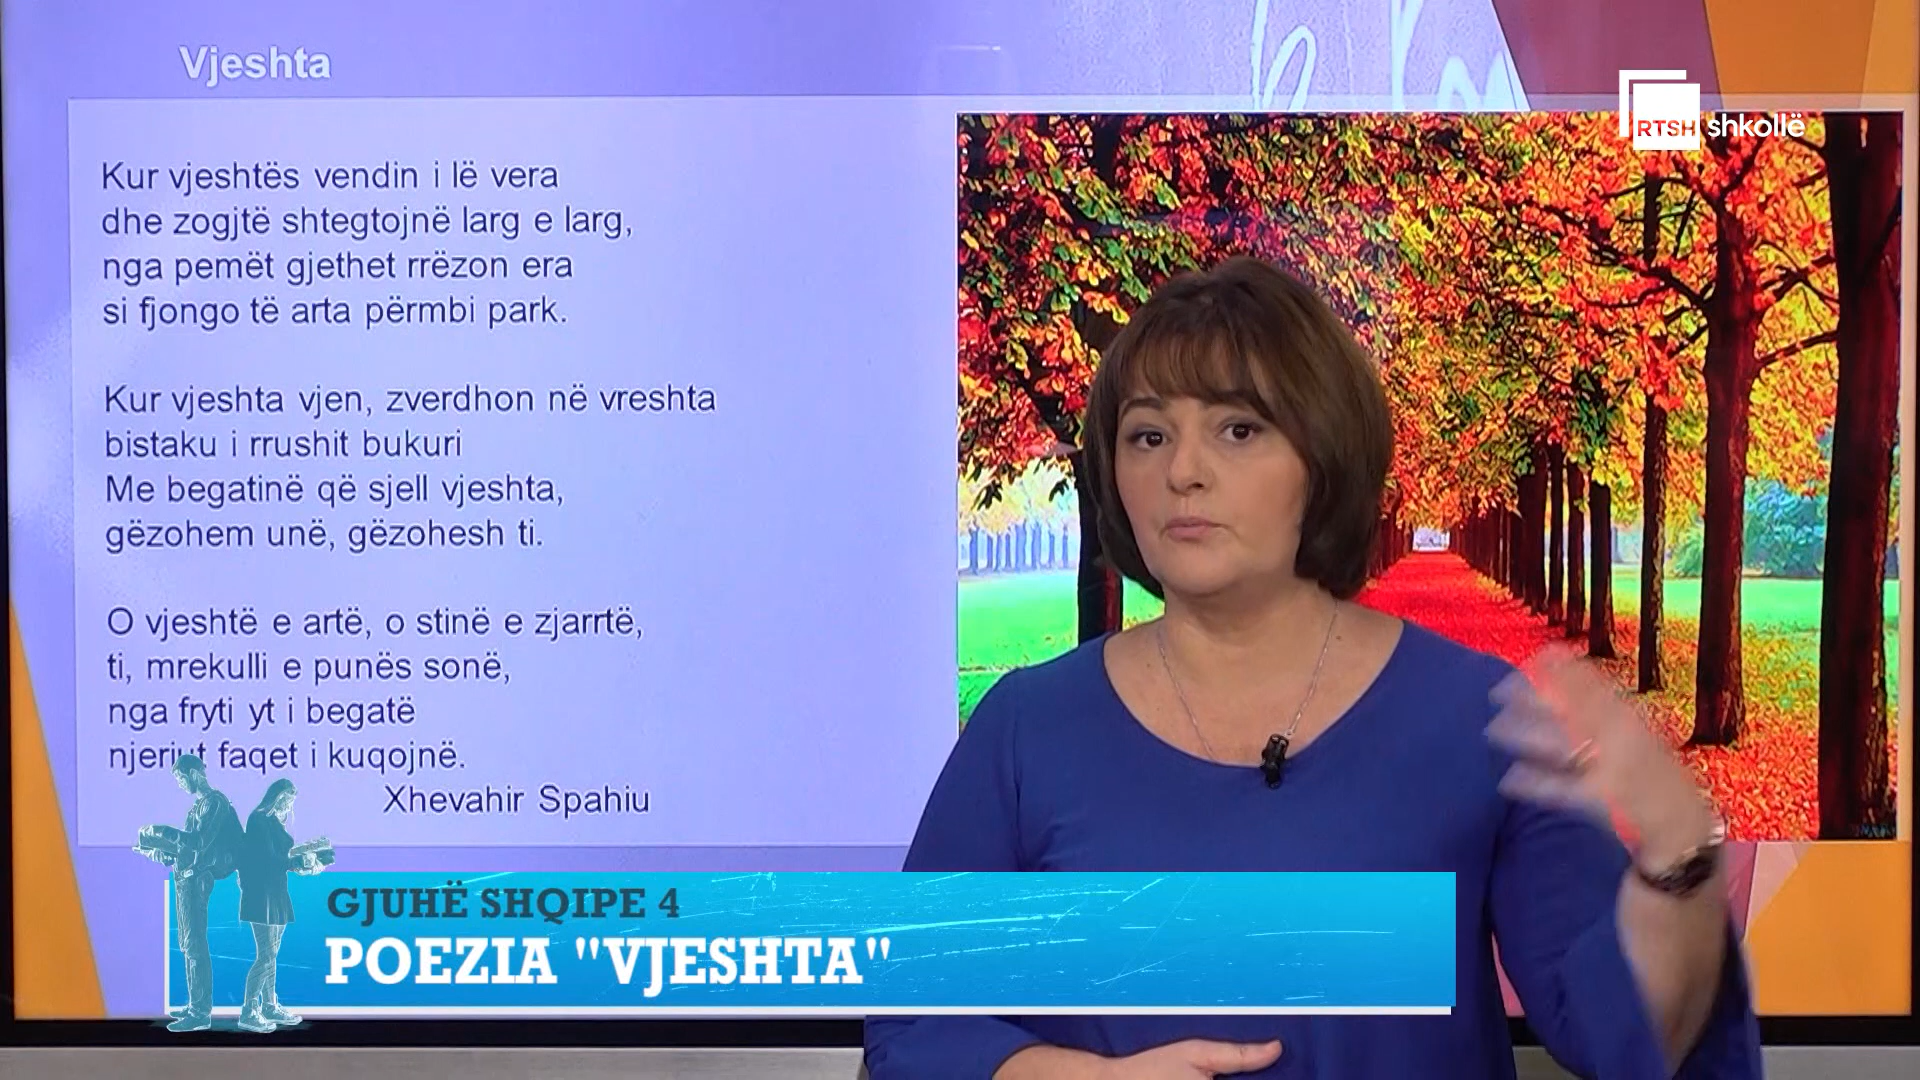 Vjeshta
RTSH shkollë
Kur vjeshtës vendin i lë vera
dhe zogjtë shtegtojnë larg e larg,
nga pemët gjethet rrëzon era
si fjongo të arta përmbi park.
Kur vjeshta vjen, zverdhon në vreshta
bistaku i rrushit bukuri
Me begatinë që sjell vjeshta,
gëzohem unë, gëzohesh ti.
O vjeshtë e artë, o stinë e zjarrtë,
ti, mrekulli e punës sonë,
nga fryti yt i begatë
njeriut faqet i kuqojnë.
Xhevahir Spahiu
GJUHË SHQIPE 4
POEZIA "VJESHTA"